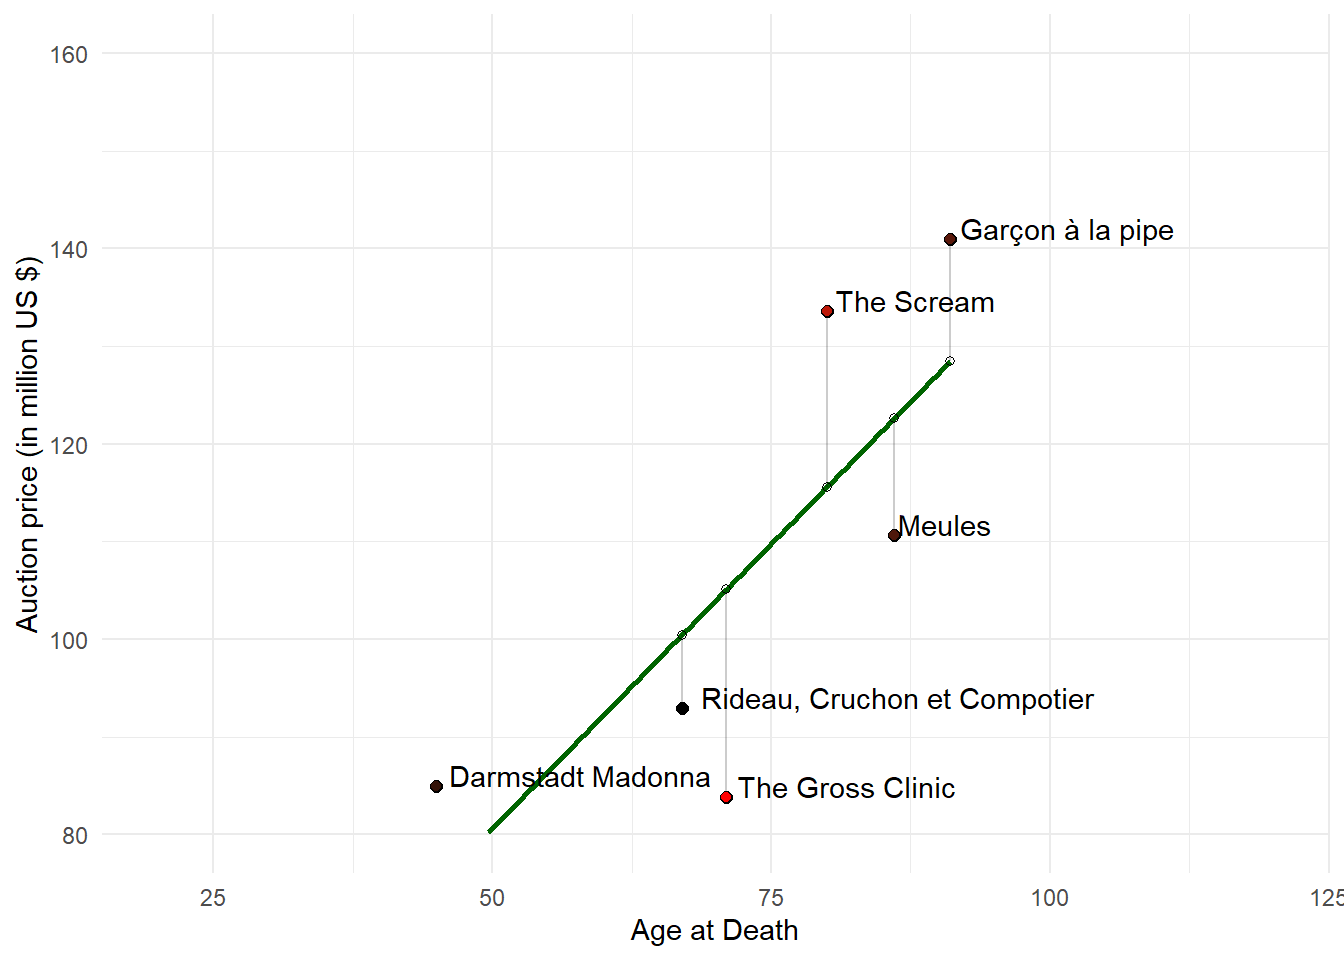 160
140
120
100
80
Auction price (in million US $)
Garçon à la pipe
The Scream
Meules
Rideau, Cruchon et Compotier
Darmstadt Madonna
The Gross Clinic
25
50
75
100
125
Age at Death